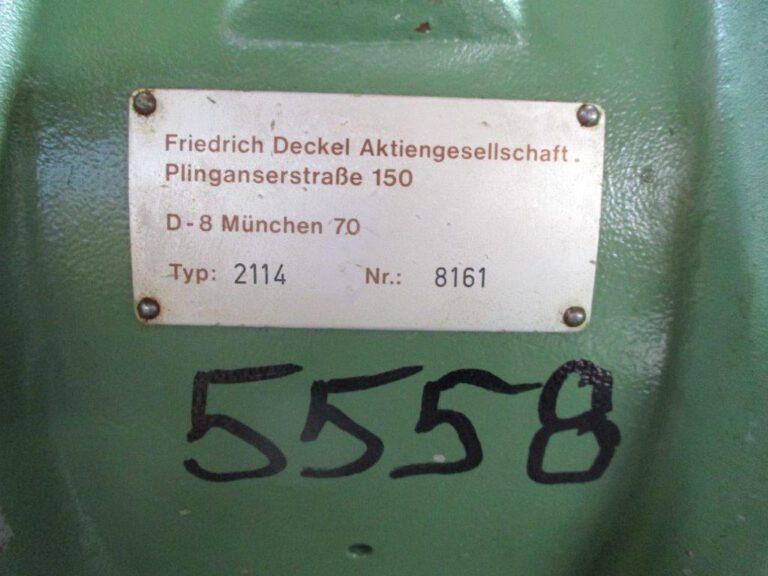 Friedrich Deckel Aktiengesellschaft.
Plinganserstraße 150
D-8 München 70
Typ: 2114 Nr.: 8161
5558